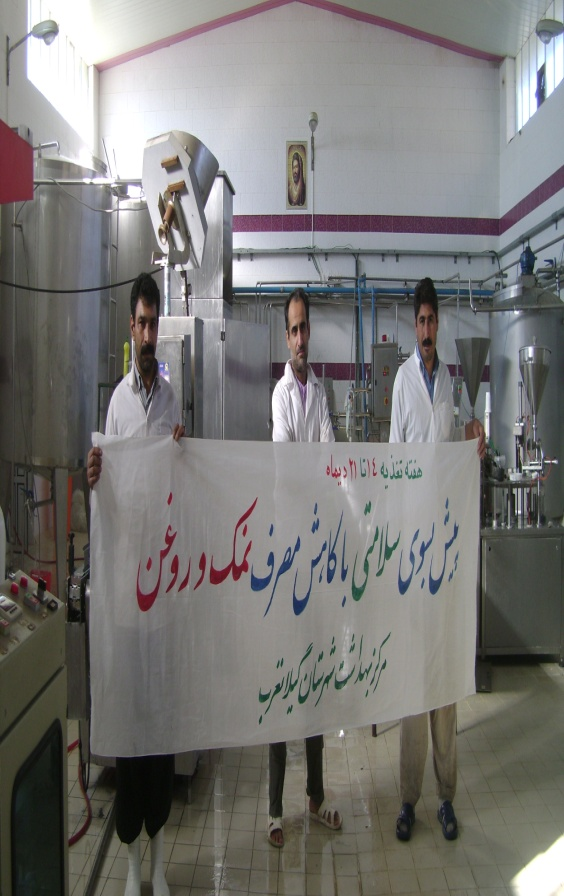 هفته تغذیه ۱۴ تا ۲۱ دیماه
پیش بسوی سلامتی با کاهش مصرف نمک و روغن
مرکز بهداشت شهرستان گیلانغرب